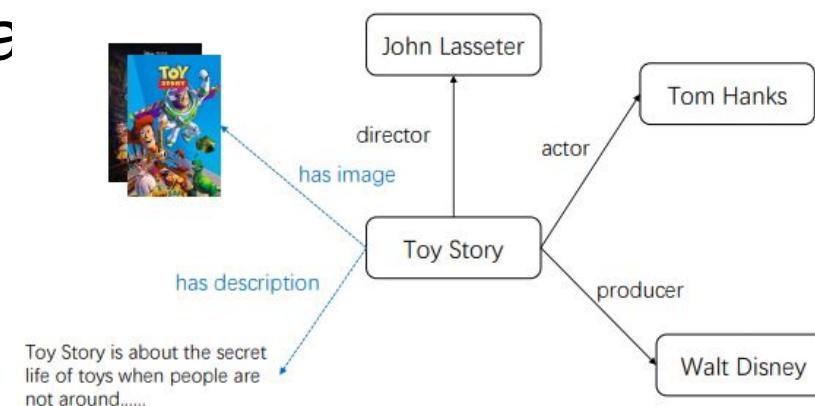 a
John Lasseter
TOY
STORY
Tom Hanks
director
actor
has image
Toy Story
has description
producer
Toy Story is about the secret
life of toys when people are
not around......
Walt Disney